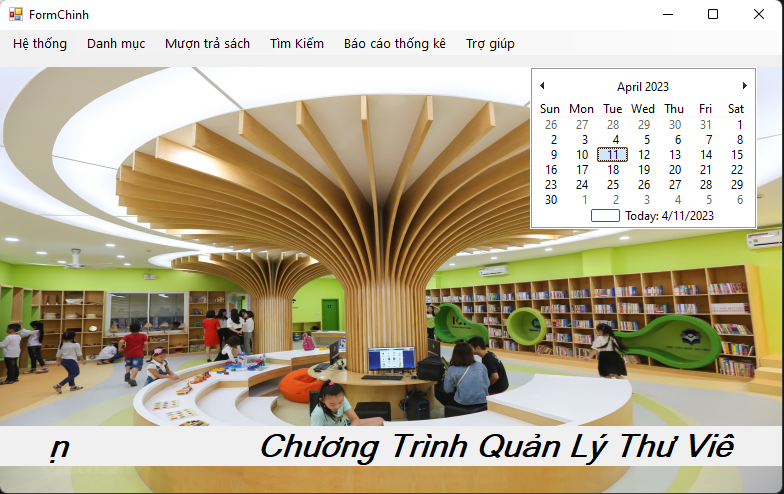 FormChinh
Hệ thống Danh mục Mượn trả sách Tìm Kiếm Báo cáo thống kê Trợ giúp
April 2023
Sun Mon Tue Wed Thu Fri Sat
26 27 28 29 30 31 1
2 3 4 5 6 7 8
9 10 11 12 13 14 15
16 17 18 19 20 21 22
23 24 25 26 27 28 29
30 1 2 3 4 5 6
Today: 4/11/2023
ṇ Chương Trình Quản Lý Thư Viê